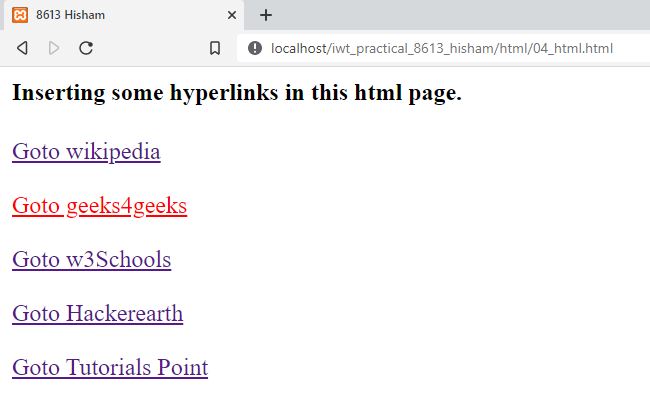 8613 Hisham
localhost/iwt_practical_8613_hisham/html/04_html.html
Inserting some hyperlinks in this html page.
Goto wikipedia
Goto geeks4geeks
Goto w3Schools
Goto Hackerearth
Goto Tutorials Point